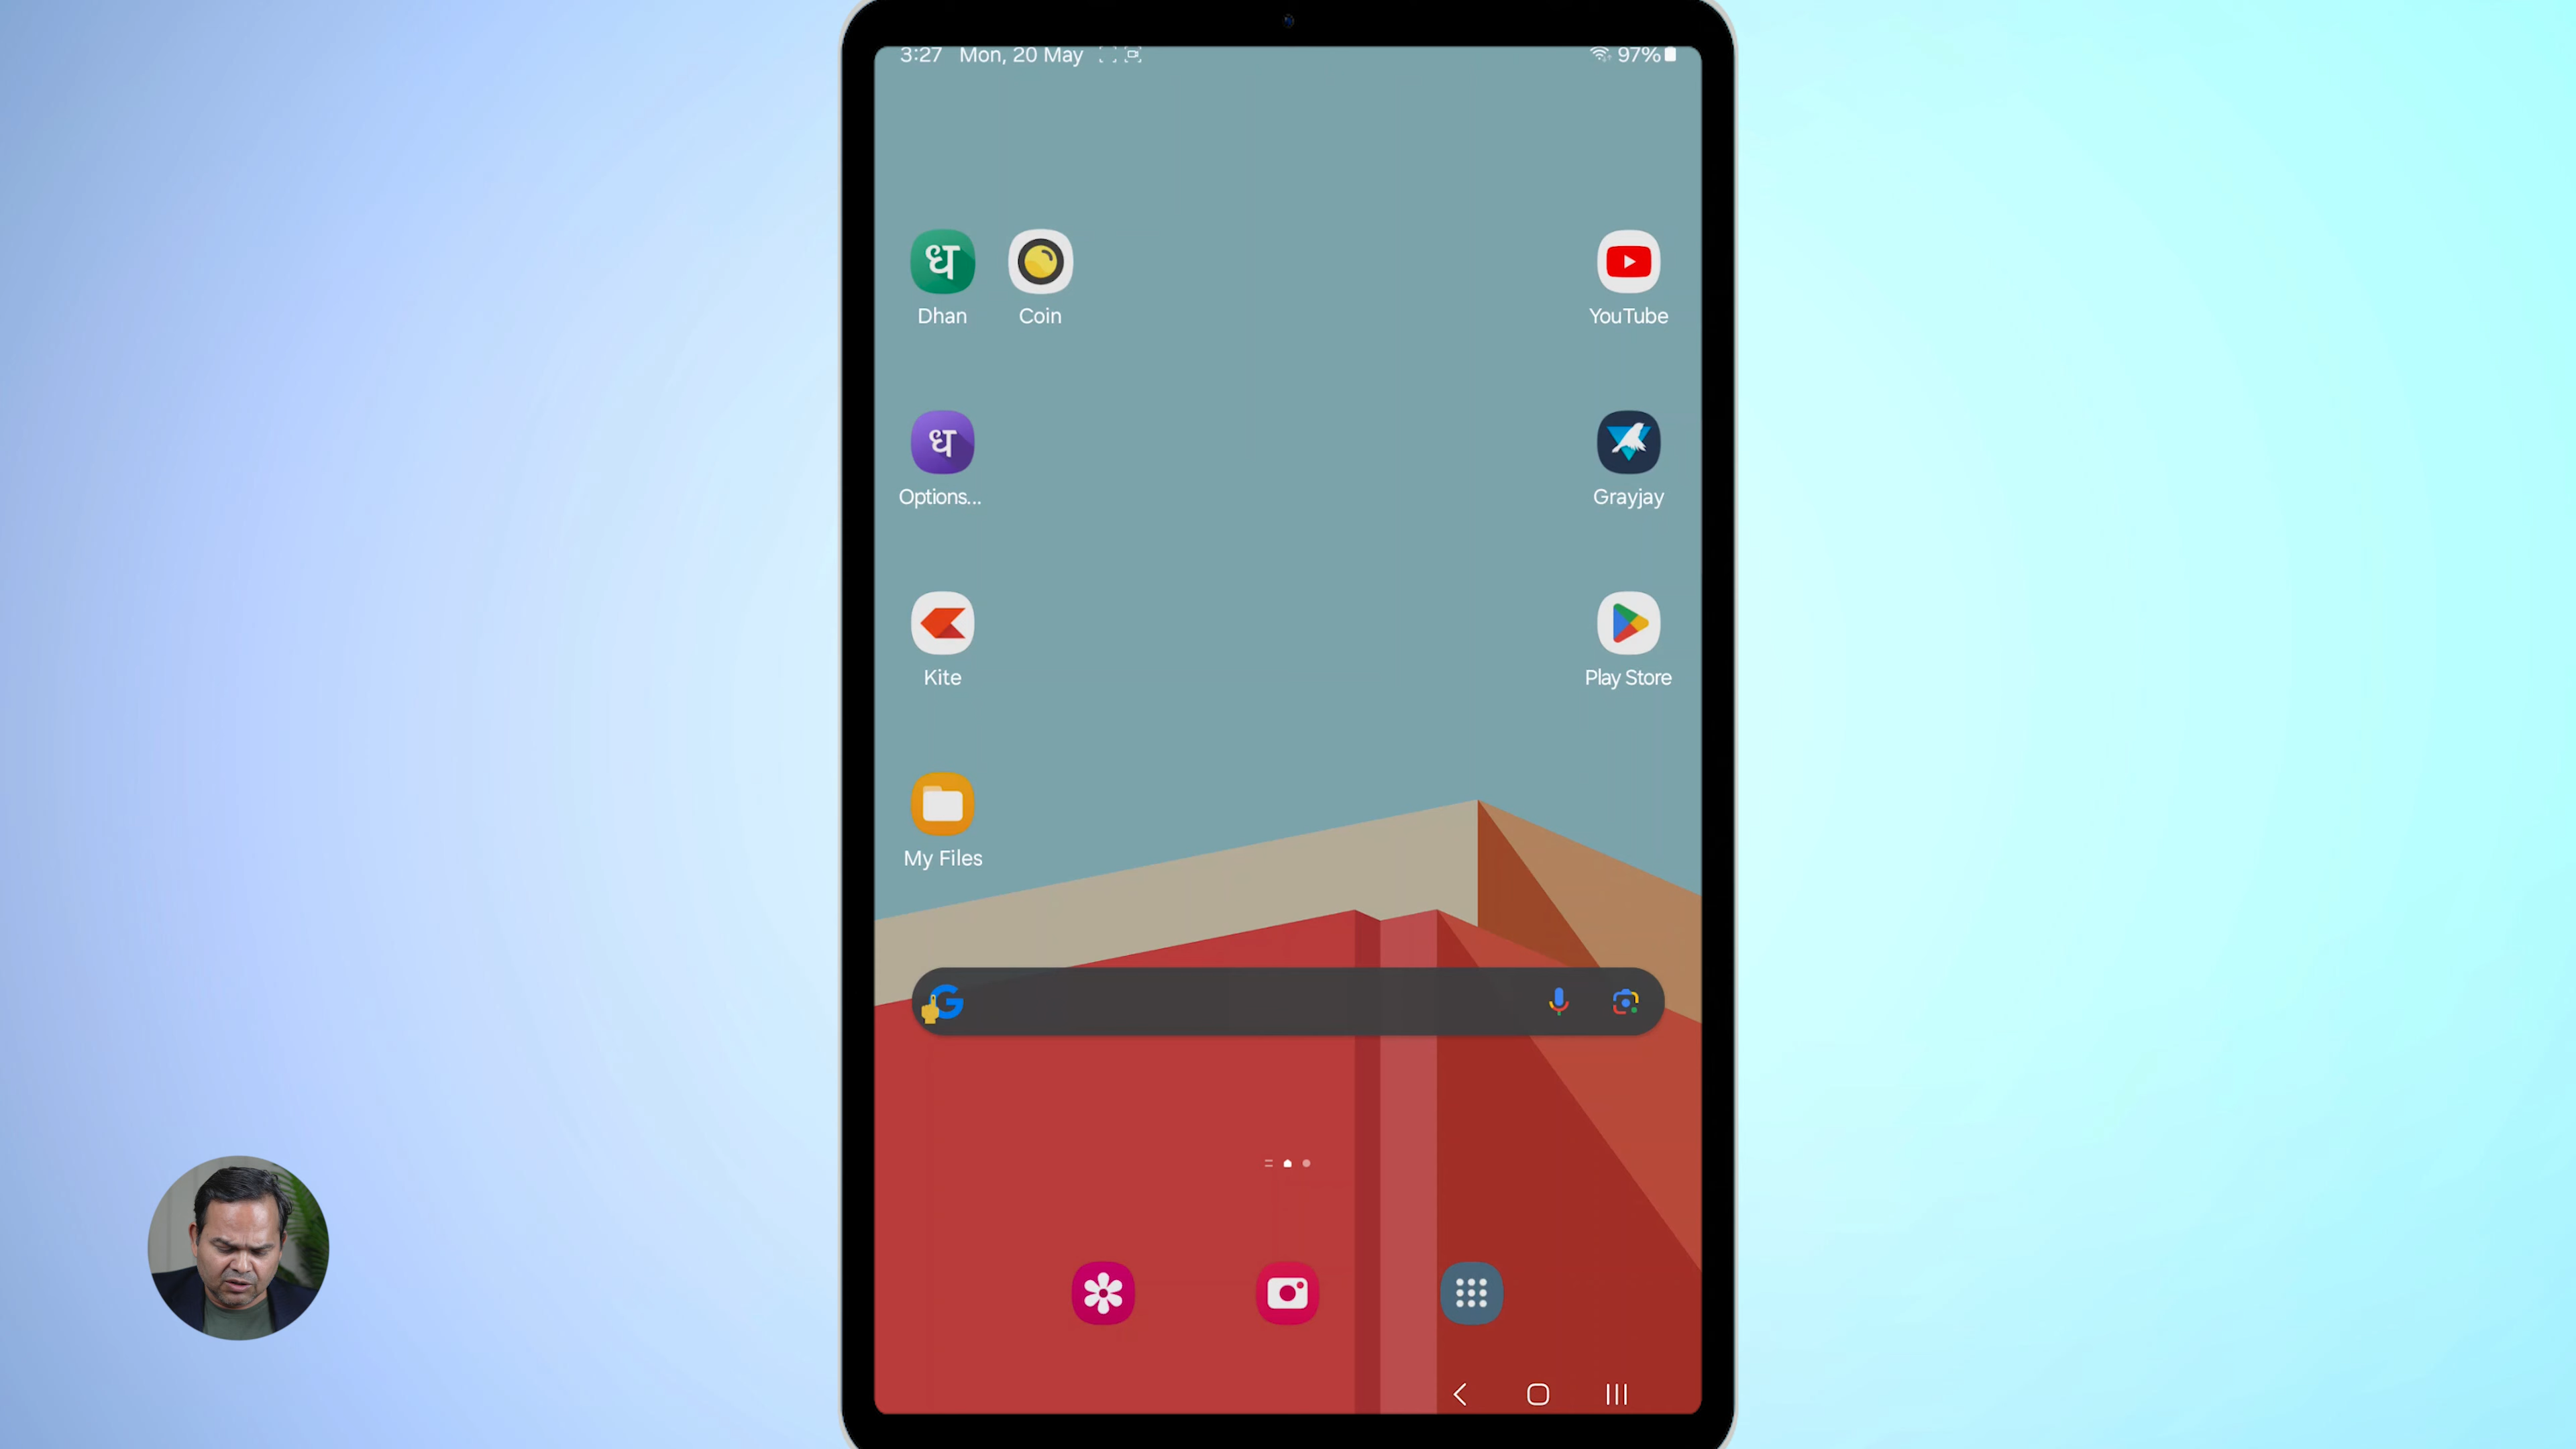 3:27 Mon, 20 May 97%
ध
Dhan Coin YouTube
ध
Options... Grayjay
Kite Play Store
My Files
G